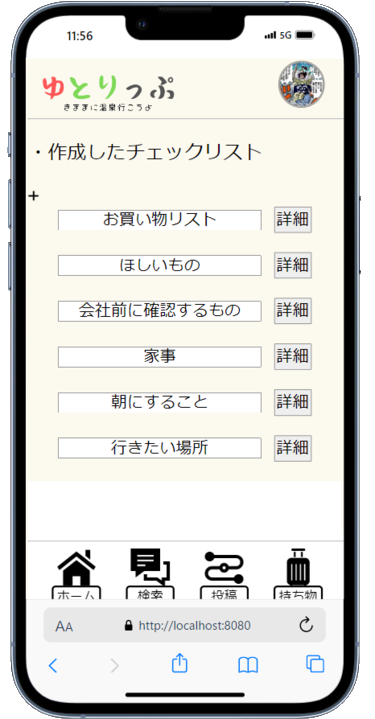 11:56
5G
ゆとりっぷ
きままに温泉行こうよ
・作成したチェックリスト
+
お買い物リスト 詳細
ほしいもの 詳細
会社前に確認するもの 詳細
家事 詳細
朝にすること 詳細
行きたい場所 詳細
ホーム 検索 投稿 持ち物
AA http://localhost:8080